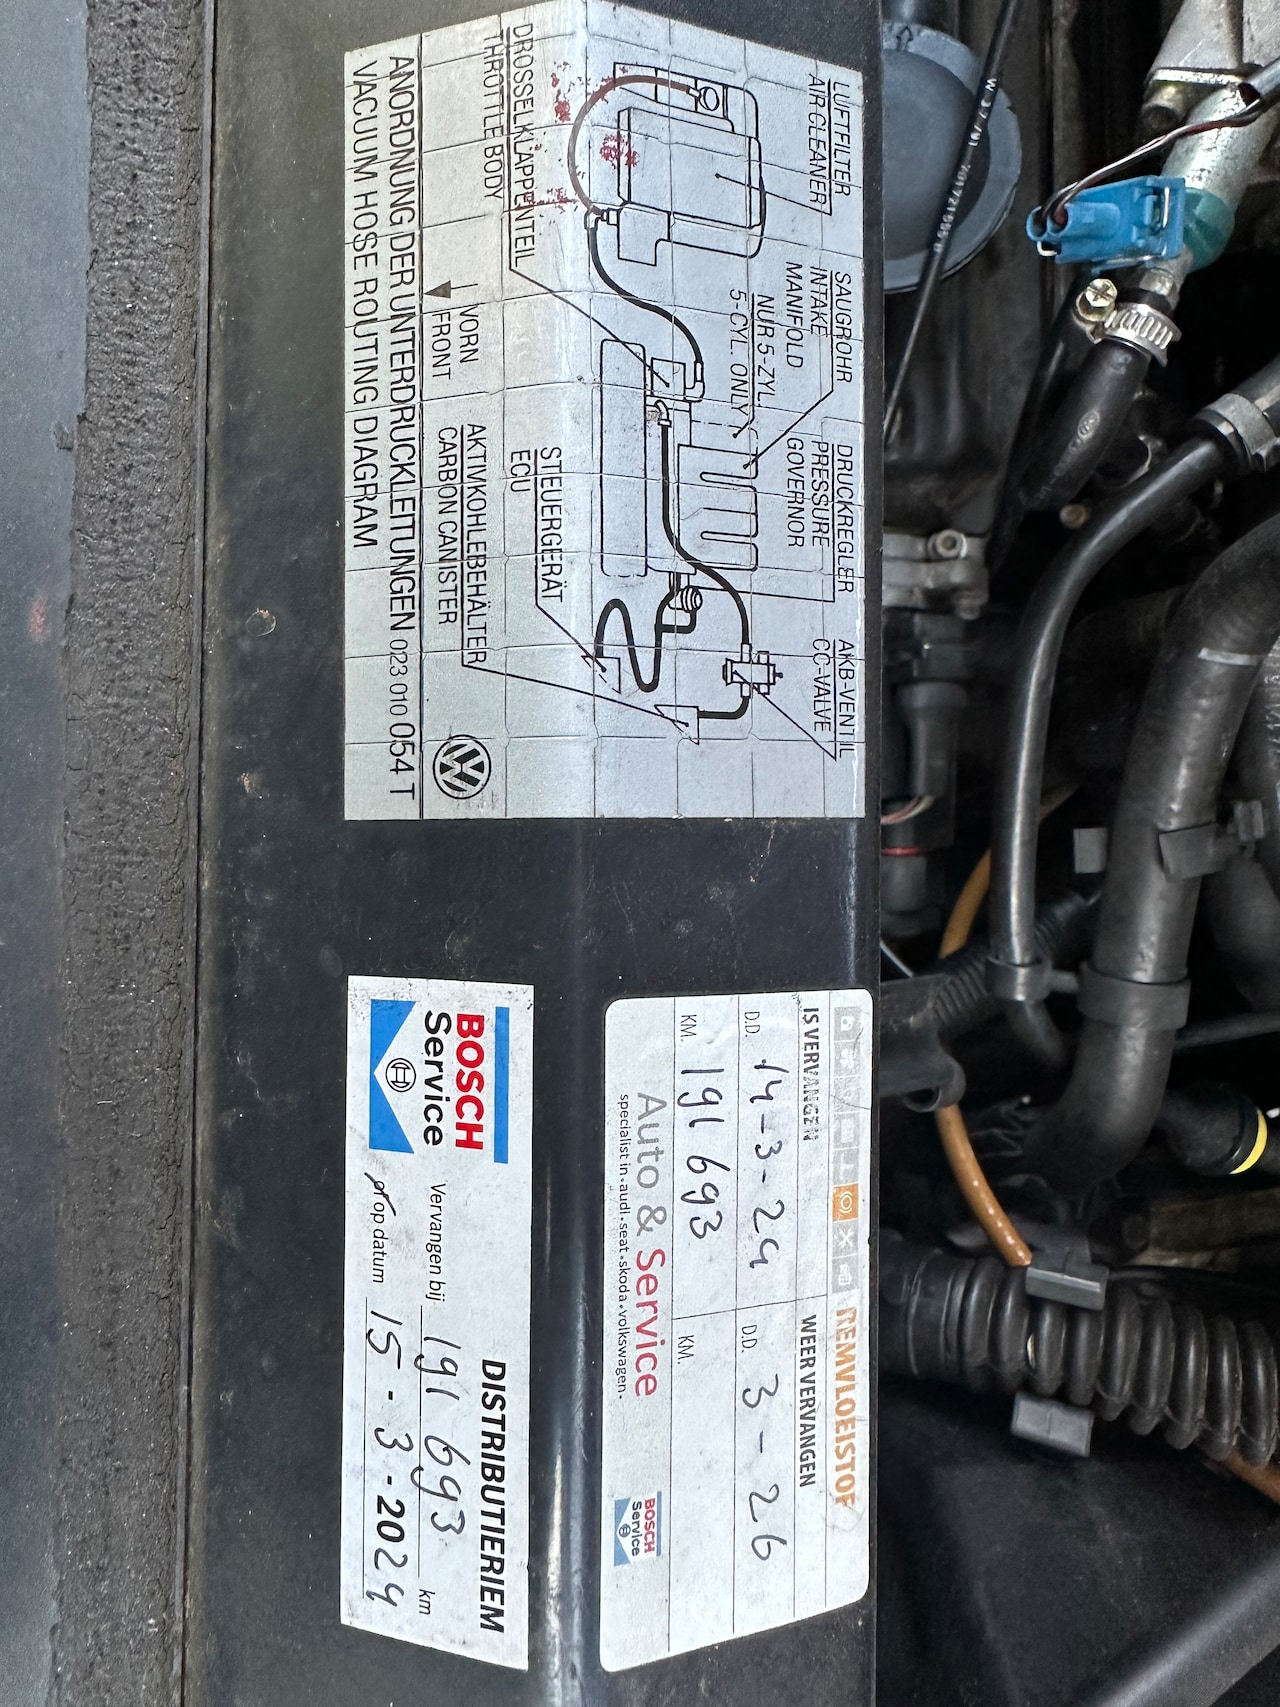 LUFTFILTER
AIR CLEANER
SAUGROHR
INTAKE
MANIFOLD
NUR 5-ZYL.
5-CYL. ONLY
DRUCKREGLER
PRESSURE
GOVERNOR
AKB-VENTIL
CC-VALVE
DROSSELKLAPPENTEIL
THROTTLE BODY
VORN
FRONT
STEUERGERÄT
ECU
AKTIVKOHLEBEHÄLTER
CARBON CANISTER
ANORDNUNG DER UNTERDRUCKLEITUNGEN 023 010 054 T
VACUUM HOSE ROUTING DIAGRAM
REMVLOEISTOF
IS VERVANGEN
WEER VERVANGEN
D.D. 14-3-24
D.D. 3-26
KM. 191 693
KM.
Auto & Service
specialist in · audi · seat · skoda · volkswagen ·
BOSCH
Service
BOSCH
Service
DISTRIBUTIERIEM
Vervangen bij 191 693 km
of op datum 15-3-2024